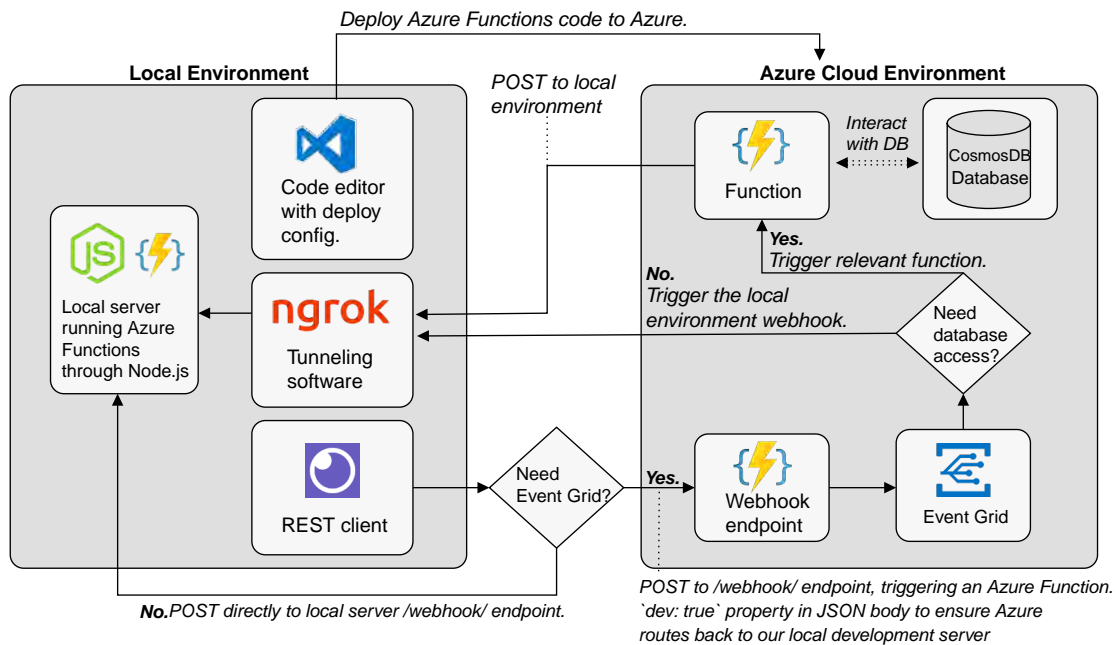 Deploy Azure Functions code to Azure.
Local Environment
Azure Cloud Environment
POST to local
environment
Code editor
with deploy
config.
Function
Interact
with DB
CosmosDB
Database
JS
Local server
running Azure
Functions
through Node.js
ngrok
Tunneling
software
Yes.
Trigger relevant function.
No.
Trigger the local
environment webhook.
Need
database
access?
REST client
Need
Event Grid?
Yes.
Webhook
endpoint
Event Grid
No.POST directly to local server /webhook/ endpoint.
POST to /webhook/ endpoint, triggering an Azure Function.
`dev: true` property in JSON body to ensure Azure
routes back to our local development server